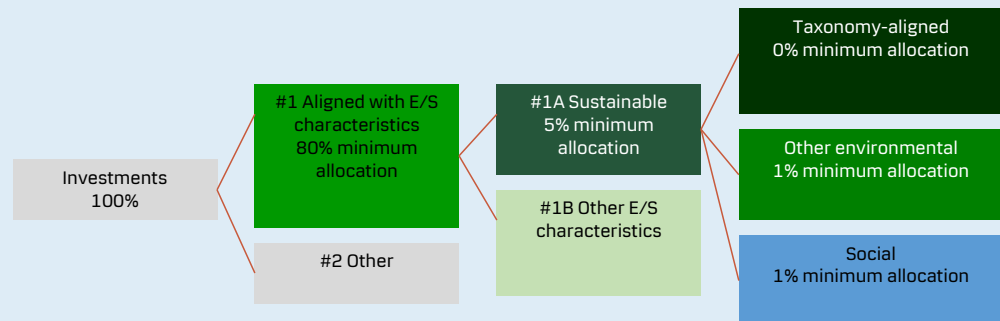 Investments
100%
#1 Aligned with E/S
characteristics
80% minimum
allocation
#2 Other
#1A Sustainable
5% minimum
allocation
#1B Other E/S
characteristics
Taxonomy-aligned
0% minimum allocation
Other environmental
1% minimum allocation
Social
1% minimum allocation